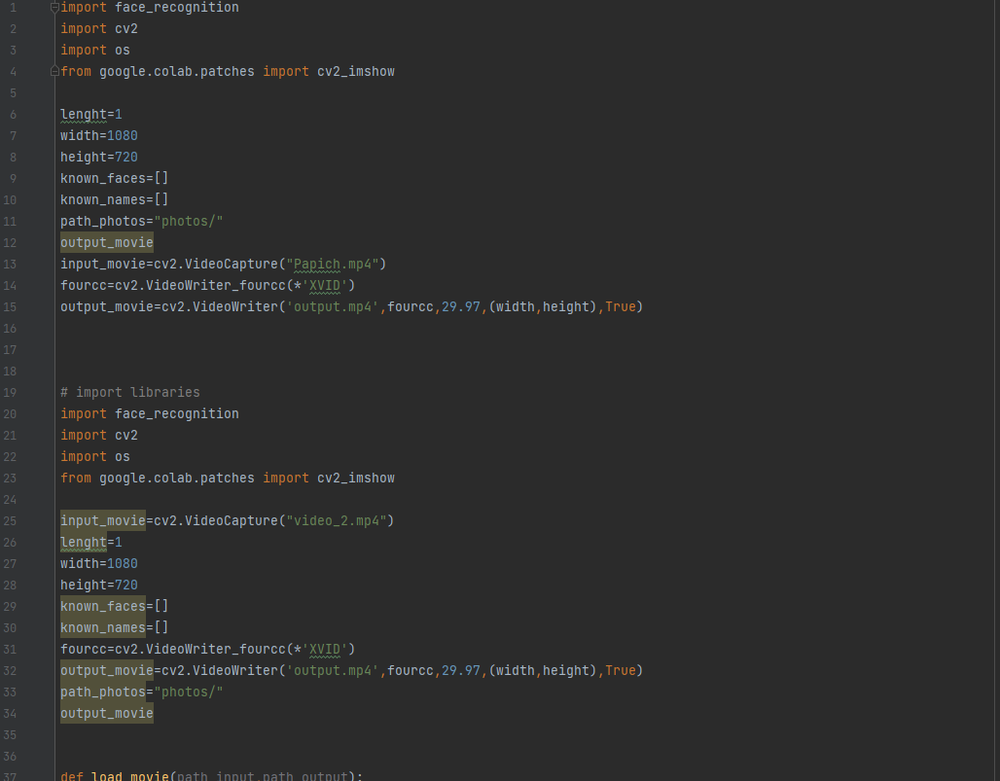 1 import face_recognition
2 import cv2
3 import os
4 from google.colab.patches import cv2_imshow
5
6 lenght=1
7 width=1080
8 height=720
9 known_faces=[]
10 known_names=[]
11 path_photos="photos/"
12 output_movie
13 input_movie=cv2.VideoCapture("Papich.mp4")
14 fourcc=cv2.VideoWriter_fourcc(*'XVID')
15 output_movie=cv2.VideoWriter('output.mp4',fourcc,29.97,(width,height),True)
16
17
18
19 # import libraries
20 import face_recognition
21 import cv2
22 import os
23 from google.colab.patches import cv2_imshow
24
25 input_movie=cv2.VideoCapture("video_2.mp4")
26 lenght=1
27 width=1080
28 height=720
29 known_faces=[]
30 known_names=[]
31 fourcc=cv2.VideoWriter_fourcc(*'XVID')
32 output_movie=cv2.VideoWriter('output.mp4',fourcc,29.97,(width,height),True)
33 path_photos="photos/"
34 output_movie
35
36
37 def load_movie(path_input,path_output):